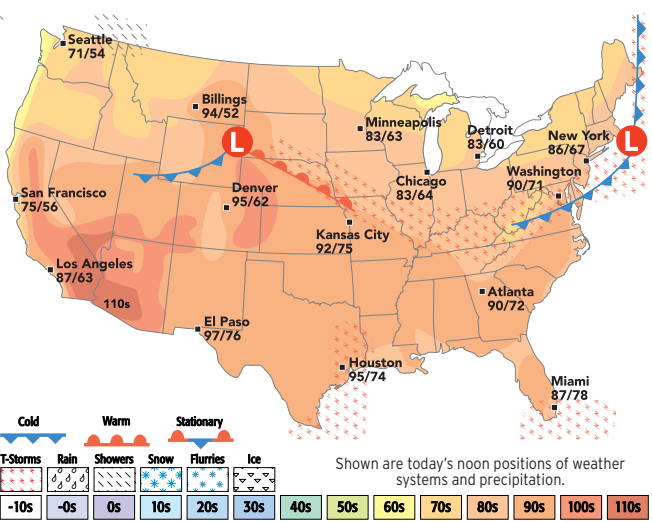 Seattle
71/54
Billings
94/52
L
Minneapolis
83/63
Detroit
83/60
New York
86/67
L
Washington
90/71
Chicago
83/64
San Francisco
75/56
Denver
95/62
Kansas City
92/75
Los Angeles
87/63
110s
Atlanta
90/72
El Paso
97/76
Houston
95/74
Miami
87/78
Cold
Warm
Stationary
T-Storms
Rain
Showers
Snow
Flurries
Ice
Shown are today's noon positions of weather
systems and precipitation.
-10s
-0s
0s
10s
20s
30s
40s
50s
60s
70s
80s
90s
100s
110s